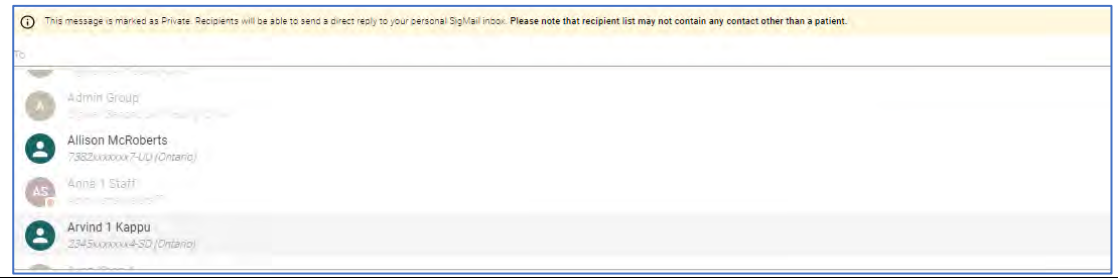 This message is marked as Private. Recipients will be able to send a direct reply to your personal SigMail inbox. Please note that recipient list may not contain any contact other than a patient.
To
A
Admin Group
Allison McRoberts
7382xxxxxxx7-UU (Ontario)
AS
Anne 1 Staff
Arvind 1 Kappu
2345xxxxxxx4-SD (Ontario)